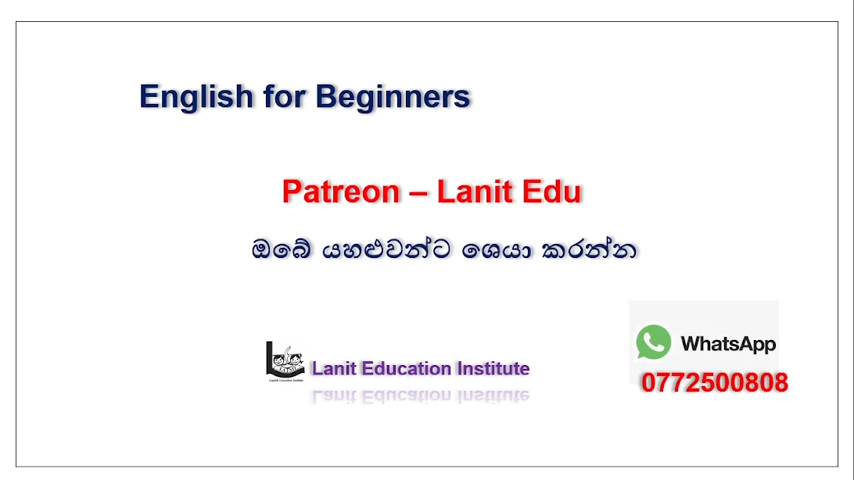 English for Beginners
Patreon – Lanit Edu
ඔබේ යහළුවන්ට ශෙයා කරන්න
WhatsApp
Lanit Education Institute
0772500808